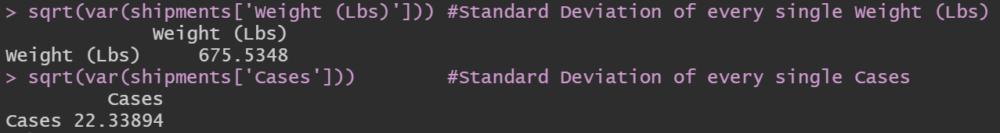 > sqrt(var(shipments['Weight (Lbs)'])) #Standard Deviation of every single Weight (Lbs)
             Weight (Lbs)
Weight (Lbs)     675.5348
> sqrt(var(shipments['Cases']))        #Standard Deviation of every single Cases
         Cases
Cases 22.33894